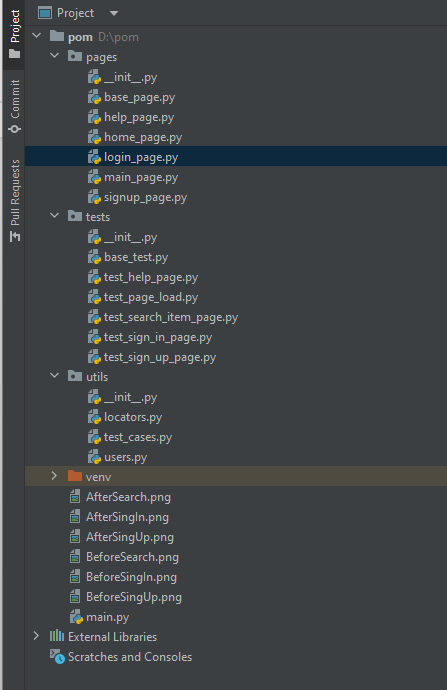 Project
Commit
Pull Requests
Project
pom D:\pom
pages
__init__.py
base_page.py
help_page.py
home_page.py
login_page.py
main_page.py
signup_page.py
tests
__init__.py
base_test.py
test_help_page.py
test_page_load.py
test_search_item_page.py
test_sign_in_page.py
test_sign_up_page.py
utils
__init__.py
locators.py
test_cases.py
users.py
venv
AfterSearch.png
AfterSingIn.png
AfterSingUp.png
BeforeSearch.png
BeforeSingIn.png
BeforeSingUp.png
main.py
External Libraries
Scratches and Consoles